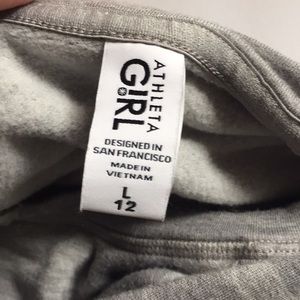 ATHLETA
GIRL
DESIGNED IN
SAN FRANCISCO
MADE IN
VIETNAM
L
12